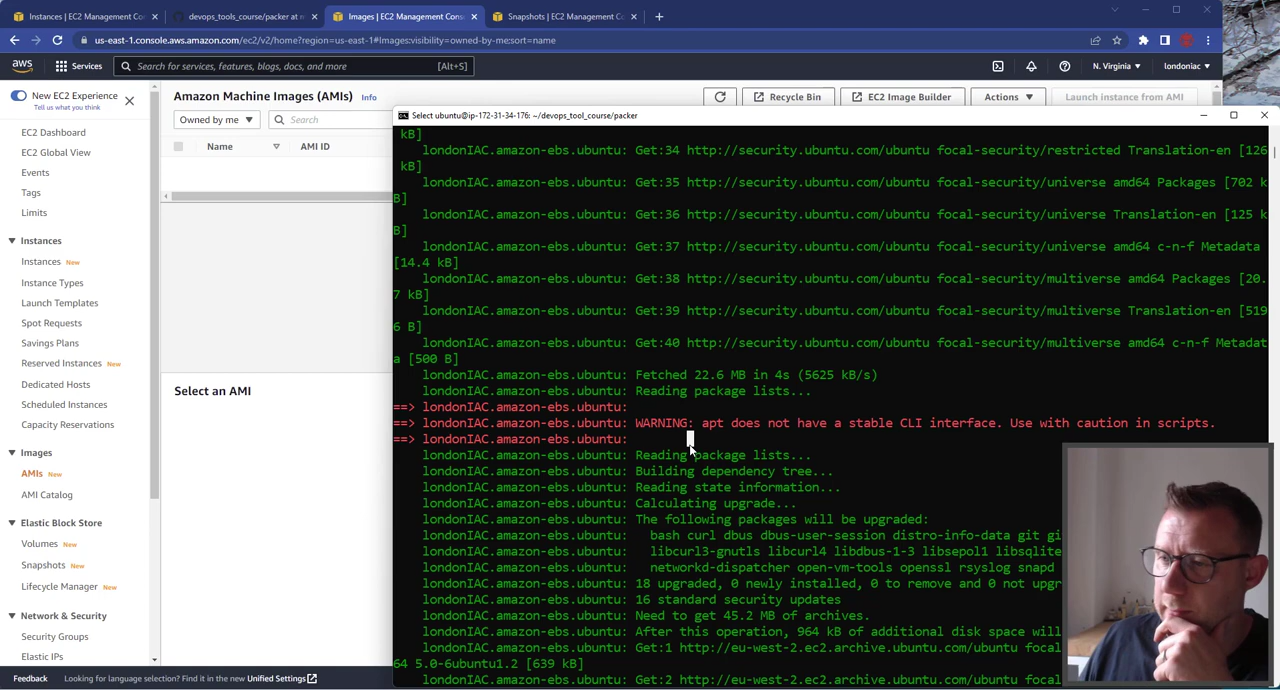 Instances | EC2 Management Con
devops_tools_course/packer at m
Images | EC2 Management Conso
Snapshots | EC2 Management Con
us-east-1.console.aws.amazon.com/ec2/v2/home?region=us-east-1#Images:visibility=owned-by-me;sort=name
aws
Services
Search for services, features, blogs, docs, and more
[Alt+S]
N. Virginia
londoniac
New EC2 Experience
Tell us what you think
EC2 Dashboard
EC2 Global View
Events
Tags
Limits
Instances
Instances New
Instance Types
Launch Templates
Spot Requests
Savings Plans
Reserved Instances New
Dedicated Hosts
Scheduled Instances
Capacity Reservations
Images
AMIs New
AMI Catalog
Elastic Block Store
Volumes New
Snapshots New
Lifecycle Manager New
Network & Security
Security Groups
Elastic IPs
Amazon Machine Images (AMIs) Info
Recycle Bin
EC2 Image Builder
Actions
Launch instance from AMI
Owned by me
Search
Name
AMI ID
Select an AMI
Select ubuntu@ip-172-31-34-176: ~/devops_tool_course/packer
kB]
londonIAC.amazon-ebs.ubuntu: Get:34 http://security.ubuntu.com/ubuntu focal-security/restricted Translation-en [126
kB]
londonIAC.amazon-ebs.ubuntu: Get:35 http://security.ubuntu.com/ubuntu focal-security/universe amd64 Packages [702 k
B]
londonIAC.amazon-ebs.ubuntu: Get:36 http://security.ubuntu.com/ubuntu focal-security/universe Translation-en [125 k
B]
londonIAC.amazon-ebs.ubuntu: Get:37 http://security.ubuntu.com/ubuntu focal-security/universe amd64 c-n-f Metadata
[14.4 kB]
londonIAC.amazon-ebs.ubuntu: Get:38 http://security.ubuntu.com/ubuntu focal-security/multiverse amd64 Packages [20.
7 kB]
londonIAC.amazon-ebs.ubuntu: Get:39 http://security.ubuntu.com/ubuntu focal-security/multiverse Translation-en [519
6 B]
londonIAC.amazon-ebs.ubuntu: Get:40 http://security.ubuntu.com/ubuntu focal-security/multiverse amd64 c-n-f Metadat
a [500 B]
londonIAC.amazon-ebs.ubuntu: Fetched 22.6 MB in 4s (5625 kB/s)
londonIAC.amazon-ebs.ubuntu: Reading package lists...
==> londonIAC.amazon-ebs.ubuntu:
==> londonIAC.amazon-ebs.ubuntu: WARNING: apt does not have a stable CLI interface. Use with caution in scripts.
==> londonIAC.amazon-ebs.ubuntu:
londonIAC.amazon-ebs.ubuntu: Reading package lists...
londonIAC.amazon-ebs.ubuntu: Building dependency tree...
londonIAC.amazon-ebs.ubuntu: Reading state information...
londonIAC.amazon-ebs.ubuntu: Calculating upgrade...
londonIAC.amazon-ebs.ubuntu: The following packages will be upgraded:
londonIAC.amazon-ebs.ubuntu: bash curl dbus dbus-user-session distro-info-data git gi
londonIAC.amazon-ebs.ubuntu: libcurl3-gnutls libcurl4 libdbus-1-3 libsepol1 libsqlite
londonIAC.amazon-ebs.ubuntu: networkd-dispatcher open-vm-tools openssl rsyslog snapd
londonIAC.amazon-ebs.ubuntu: 18 upgraded, 0 newly installed, 0 to remove and 0 not upgr
londonIAC.amazon-ebs.ubuntu: 16 standard security updates
londonIAC.amazon-ebs.ubuntu: Need to get 45.2 MB of archives.
londonIAC.amazon-ebs.ubuntu: After this operation, 964 kB of additional disk space will
londonIAC.amazon-ebs.ubuntu: Get:1 http://eu-west-2.ec2.archive.ubuntu.com/ubuntu focal
64 5.0-6ubuntu1.2 [639 kB]
londonIAC.amazon-ebs.ubuntu: Get:2 http://eu-west-2.ec2.archive.ubuntu.com/ubuntu focal
Feedback
Looking for language selection? Find it in the new Unified Settings